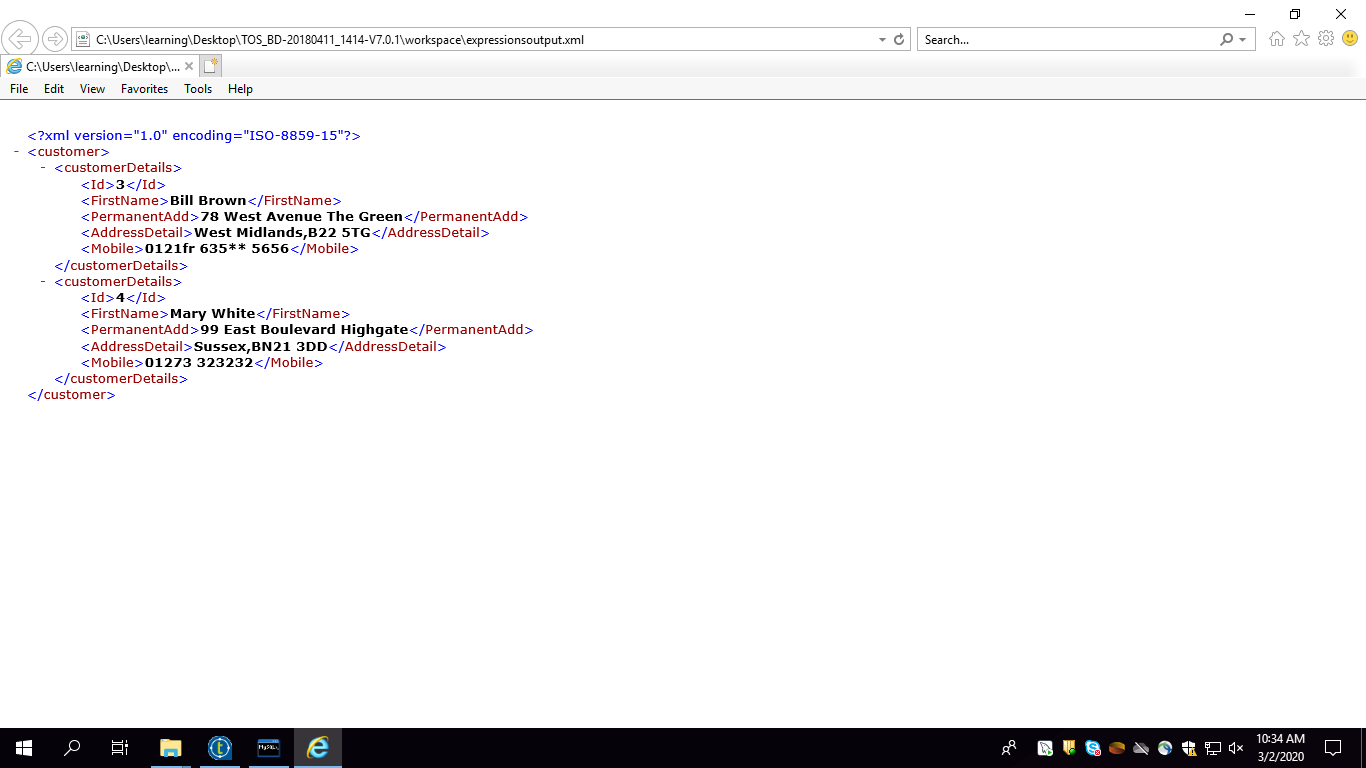 C:\Users\learning\Desktop\TOS_BD-20180411_1414-V7.0.1\workspace\expressionsoutput.xml
Search...
C:\Users\learning\Desktop\...
File Edit View Favorites Tools Help
<?xml version="1.0" encoding="ISO-8859-15"?>
- <customer>
- <customerDetails>
<Id>3</Id>
<FirstName>Bill Brown</FirstName>
<PermanentAdd>78 West Avenue The Green</PermanentAdd>
<AddressDetail>West Midlands,B22 5TG</AddressDetail>
<Mobile>0121fr 635** 5656</Mobile>
</customerDetails>
- <customerDetails>
<Id>4</Id>
<FirstName>Mary White</FirstName>
<PermanentAdd>99 East Boulevard Highgate</PermanentAdd>
<AddressDetail>Sussex,BN21 3DD</AddressDetail>
<Mobile>01273 323232</Mobile>
</customerDetails>
</customer>
10:34 AM
3/2/2020